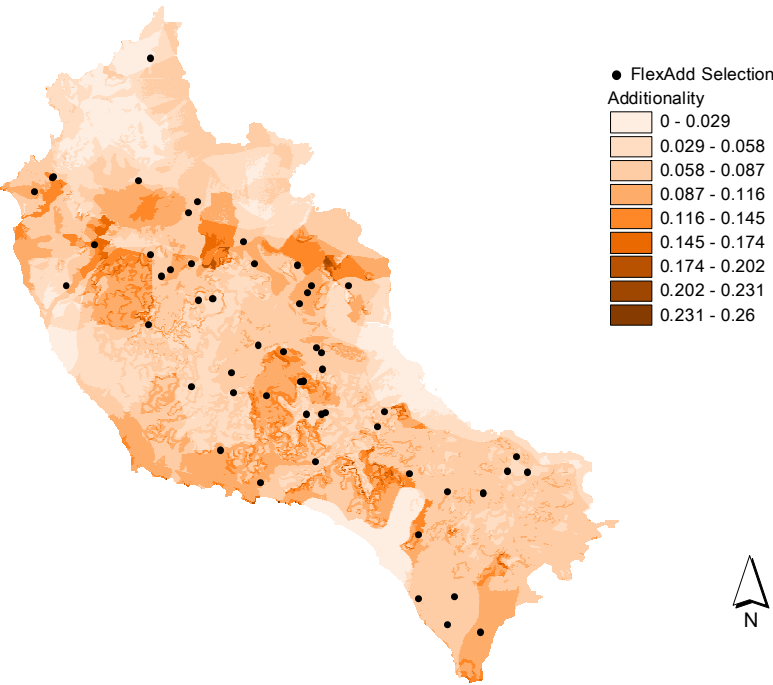 FlexAdd Selection
Additionality
0 - 0.029
0.029 - 0.058
0.058 - 0.087
0.087 - 0.116
0.116 - 0.145
0.145 - 0.174
0.174 - 0.202
0.202 - 0.231
0.231 - 0.26
N